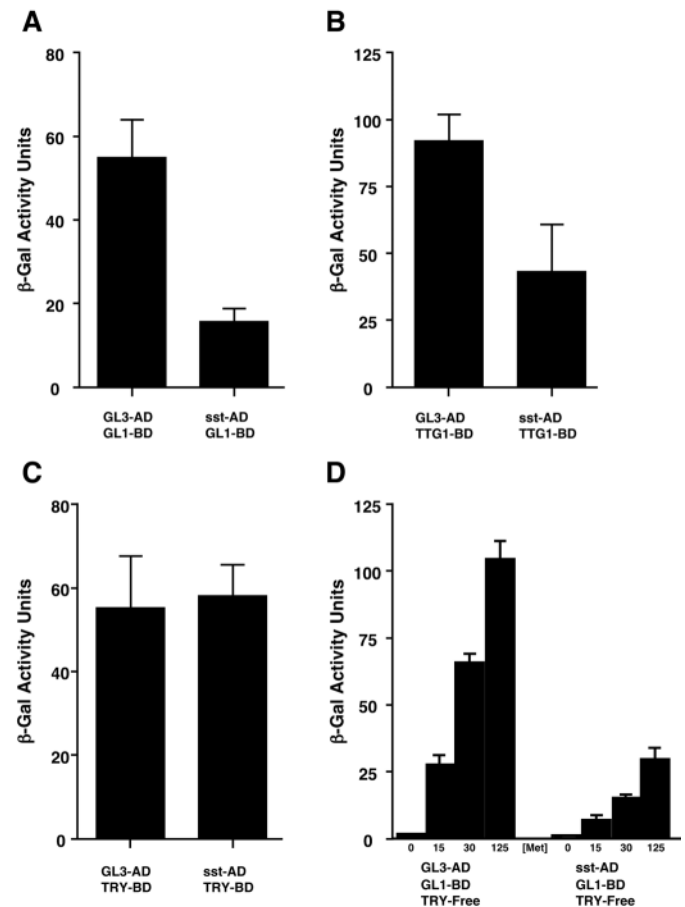 A
β-Gal Activity Units
80
60
40
20
0
GL3-AD sst-AD
GL1-BD GL1-BD
B
β-Gal Activity Units
125
100
75
50
25
0
GL3-AD sst-AD
TTG1-BD TTG1-BD
C
β-Gal Activity Units
80
60
60
20
0
GL3-AD sst-AD
TRY-BD TRY-BD
D
β-Gal Activity Units
125
100
75
50
25
0
0 15 30 125 [Met] 0 15 30 125
GL3-AD sst-AD
GL1-BD GL1-BD
TRY-Free TRY-Free